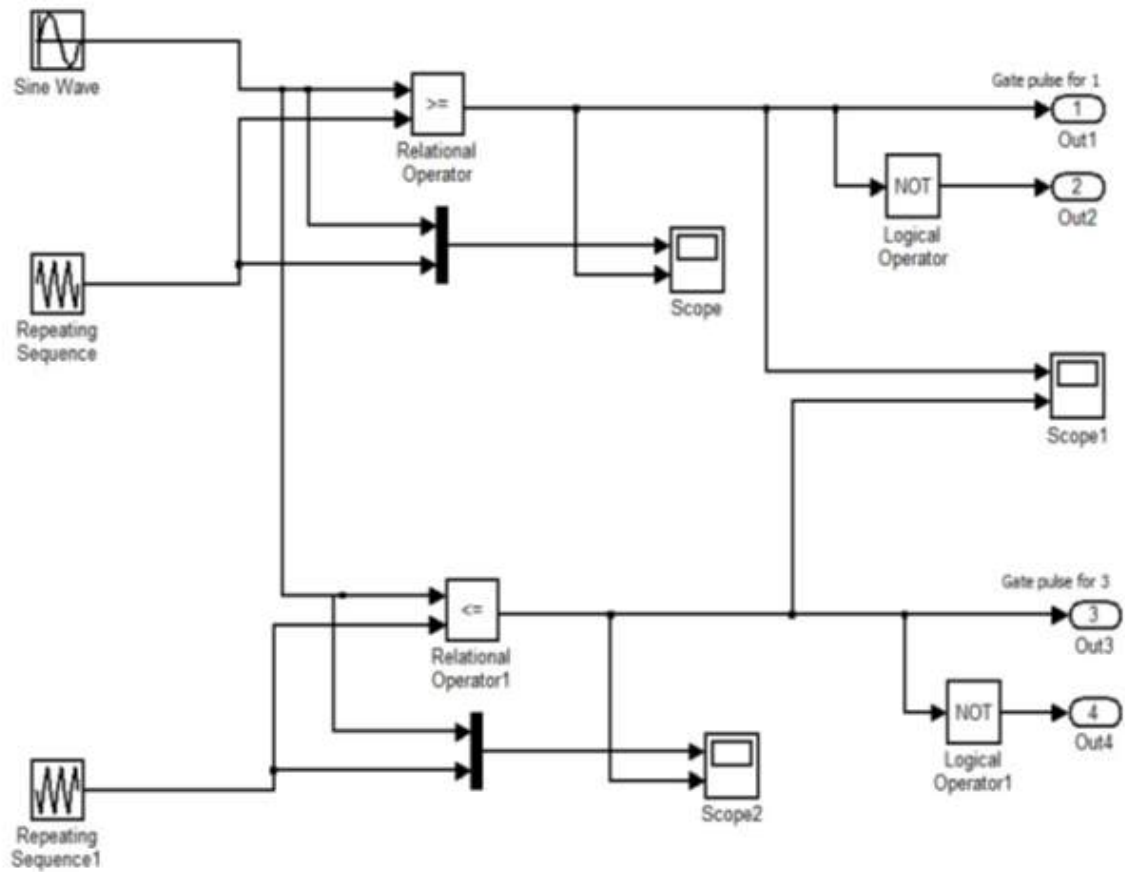 Sine Wave
Gate pulse for 1
>=
1
Out1
Relational
Operator
NOT
2
Out2
Logical
Operator
Repeating
Sequence
Scope
Scope1
Gate pulse for 3
<=
3
Out3
Relational
Operator1
NOT
4
Out4
Logical
Operator1
Scope2
Repeating
Sequence1